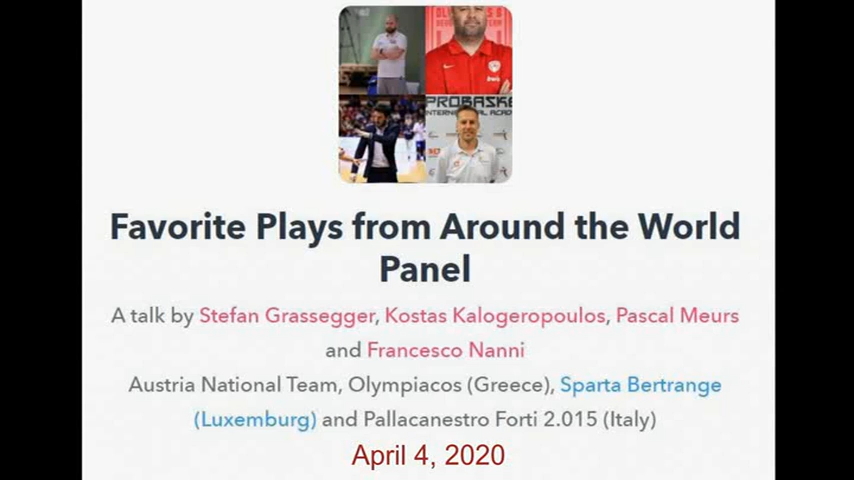 PROBASKE
Favorite Plays from Around the World
Panel
A talk by Stefan Grassegger, Kostas Kalogeropoulos, Pascal Meurs
and Francesco Nanni
Austria National Team, Olympiacos (Greece), Sparta Bertrange
(Luxemburg) and Pallacanestro Forti 2.015 (Italy)
April 4, 2020